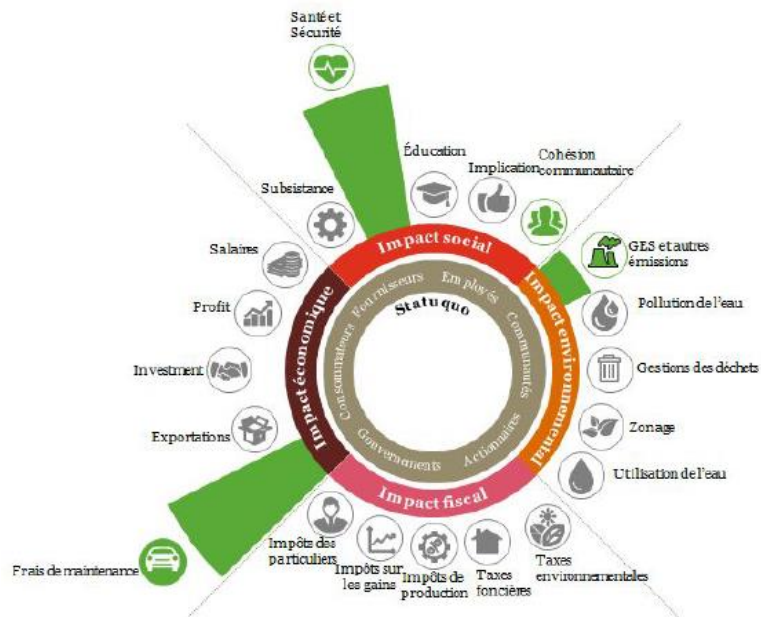 Santé et
Sécurité
Éducation
Implication
Cohésion
communautaire
Subsistance
Salaires
Profit
Investment
Exportations
Frais de maintenance
GES et autres
émissions
Pollution de l'eau
Gestions des déchets
Zonage
Utilisation de l'eau
Taxes
environnementales
Taxes
foncières
Impôts de
production
Impôts sur
les gains
Impôts des
particuliers
Impact social
Impact environnemental
Impact fiscal
Impact économique
Fournisseurs
Employés
Communautés
Actionnaires
Gouvernements
Consommateurs
Statu quo